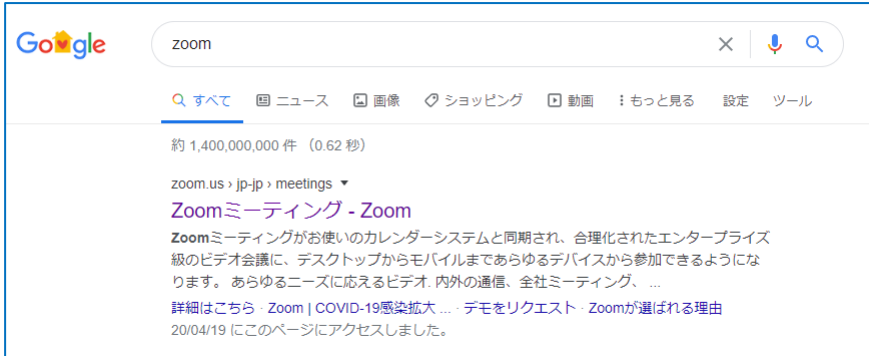 Google
zoom
すべて ニュース 画像 ショッピング 動画 もっと見る 設定 ツール
約 1,400,000,000 件 （0.62 秒）
zoom.us › jp-jp › meetings ▼
Zoomミーティング - Zoom
Zoomミーティングがお使いのカレンダーシステムと同期され、合理化されたエンタープライズ
級のビデオ会議に、デスクトップからモバイルまであらゆるデバイスから参加できるようにな
ります。 あらゆるニーズに応えるビデオ. 内外の通信、全社ミーティング、 ...
詳細はこちら · Zoom | COVID-19感染拡大 ... · デモをリクエスト · Zoomが選ばれる理由
20/04/19 にこのページにアクセスしました。